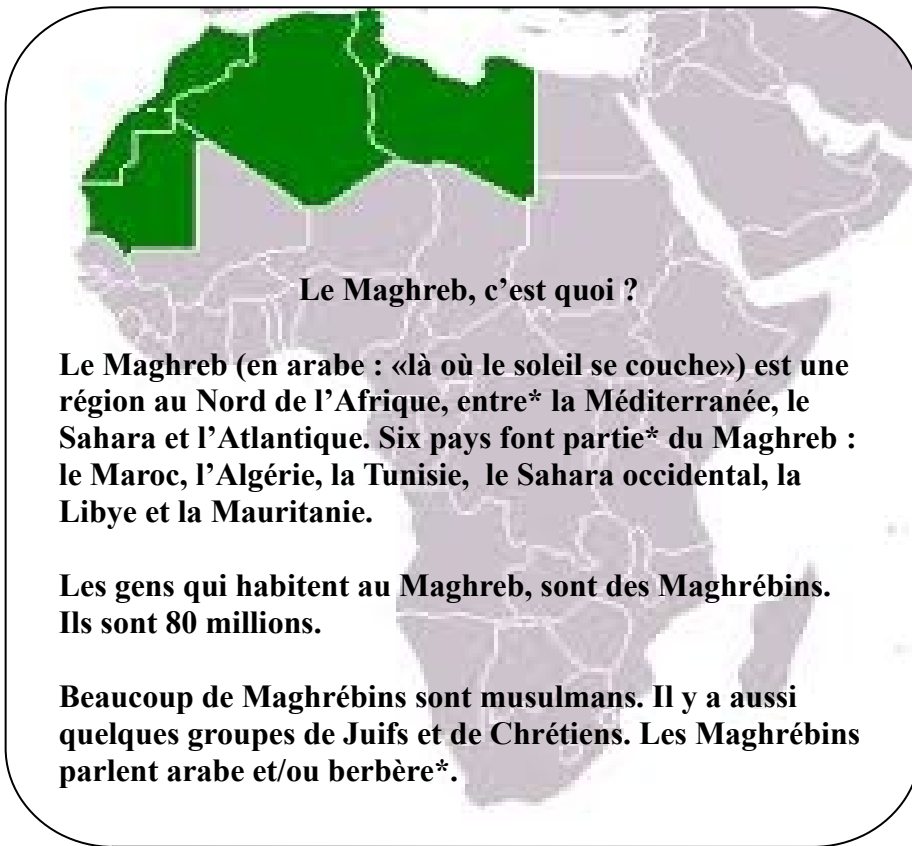 Le Maghreb, c’est quoi ?
Le Maghreb (en arabe : «là où le soleil se couche») est une
région au Nord de l’Afrique, entre* la Méditerranée, le
Sahara et l’Atlantique. Six pays font partie* du Maghreb :
le Maroc, l’Algérie, la Tunisie,  le Sahara occidental, la
Libye et la Mauritanie.
Les gens qui habitent au Maghreb, sont des Maghrébins.
Ils sont 80 millions.
Beaucoup de Maghrébins sont musulmans. Il y a aussi
quelques groupes de Juifs et de Chrétiens. Les Maghrébins
parlent arabe et/ou berbère*.